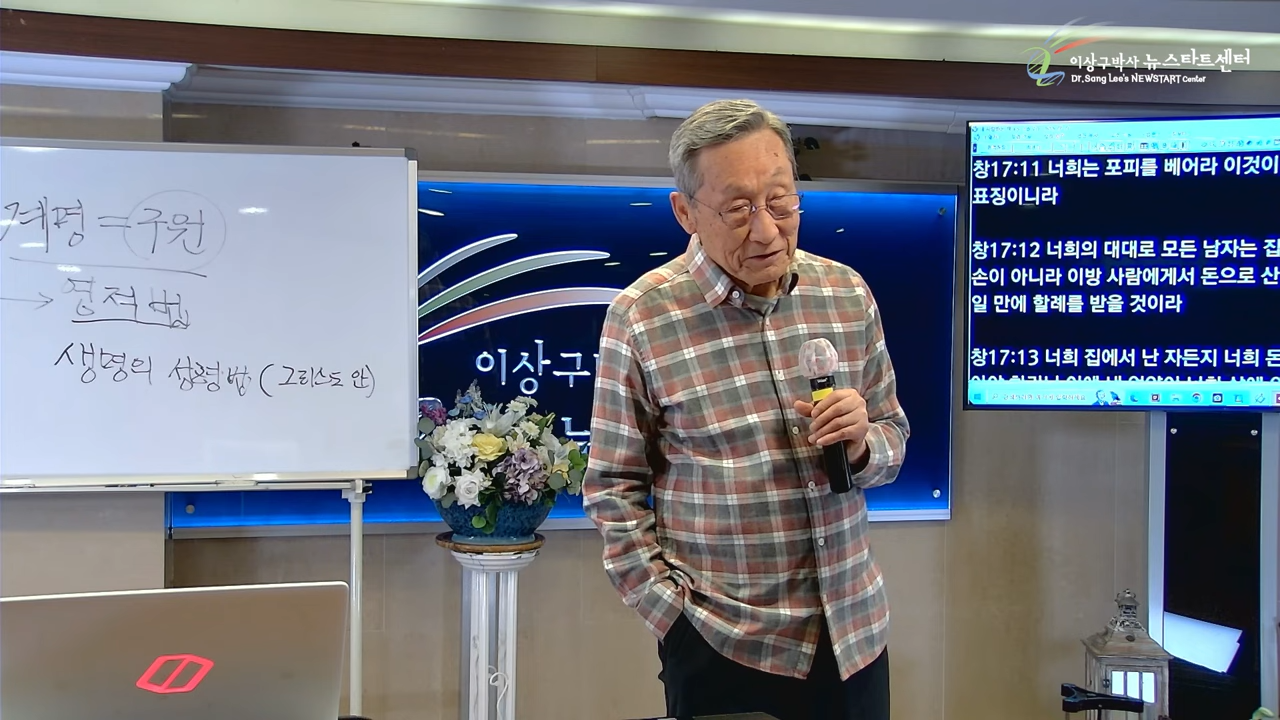 이상구박사 뉴스타트센터
Dr. Sang Lee's NEWSTART Center
계명 = 구원
→ 영적 법
생명의 성령법 (그리스도 안)
이상구
창17:11 너희는 포피를 베어라 이것이
표징이니라
창17:12 너희의 대대로 모든 남자는 집
손이 아니라 이방 사람에게서 돈으로 산
일 만에 할례를 받을 것이라
창17:13 너희 집에서 난 자든지 너희 돈